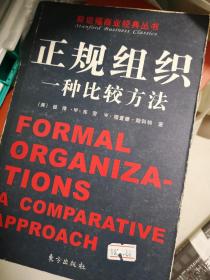 斯坦福商业经典丛书
Stanford Business Classics
正规组织
一种比较方法
FORMAL
ORGANIZA-
TIONS
A COMPARATIVE
APPROACH
东方出版社